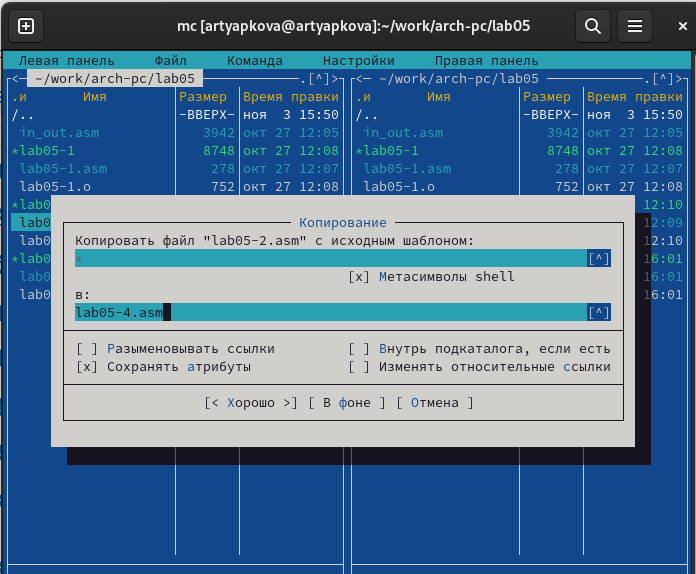 mc [artyapkova@artyapkova]:~/work/arch-pc/lab05
Левая панель Файл Команда Настройки Правая панель
<─ ~/work/arch-pc/lab05 ─.[^]>┐┌<─ ~/work/arch-pc/lab05 ─.[^]>
.и Имя Размер Время правки .и Имя Размер Время правки
/.. -ВВЕРХ- ноя 3 15:50 /.. -ВВЕРХ- ноя 3 15:50
in_out.asm 3942 окт 27 12:05 in_out.asm 3942 окт 27 12:05
*lab05-1 8748 окт 27 12:08 *lab05-1 8748 окт 27 12:08
lab05-1.asm 278 окт 27 12:07 lab05-1.asm 278 окт 27 12:07
lab05-1.o 752 окт 27 12:08 lab05-1.o 752 окт 27 12:08
*lab0 12:10
lab0 12:09
lab0 12:10
*lab0 16:01
lab0 16:01
lab0 16:01
Копирование
Копировать файл "lab05-2.asm" с исходным шаблоном:
* [^]
[x] Метасимволы shell
в:
lab05-4.asm [^]
[ ] Разыменовывать ссылки [ ] Внутрь подкаталога, если есть
[x] Сохранять атрибуты [ ] Изменять относительные ссылки
[< Хорошо >] [ В фоне ] [ Отмена ]